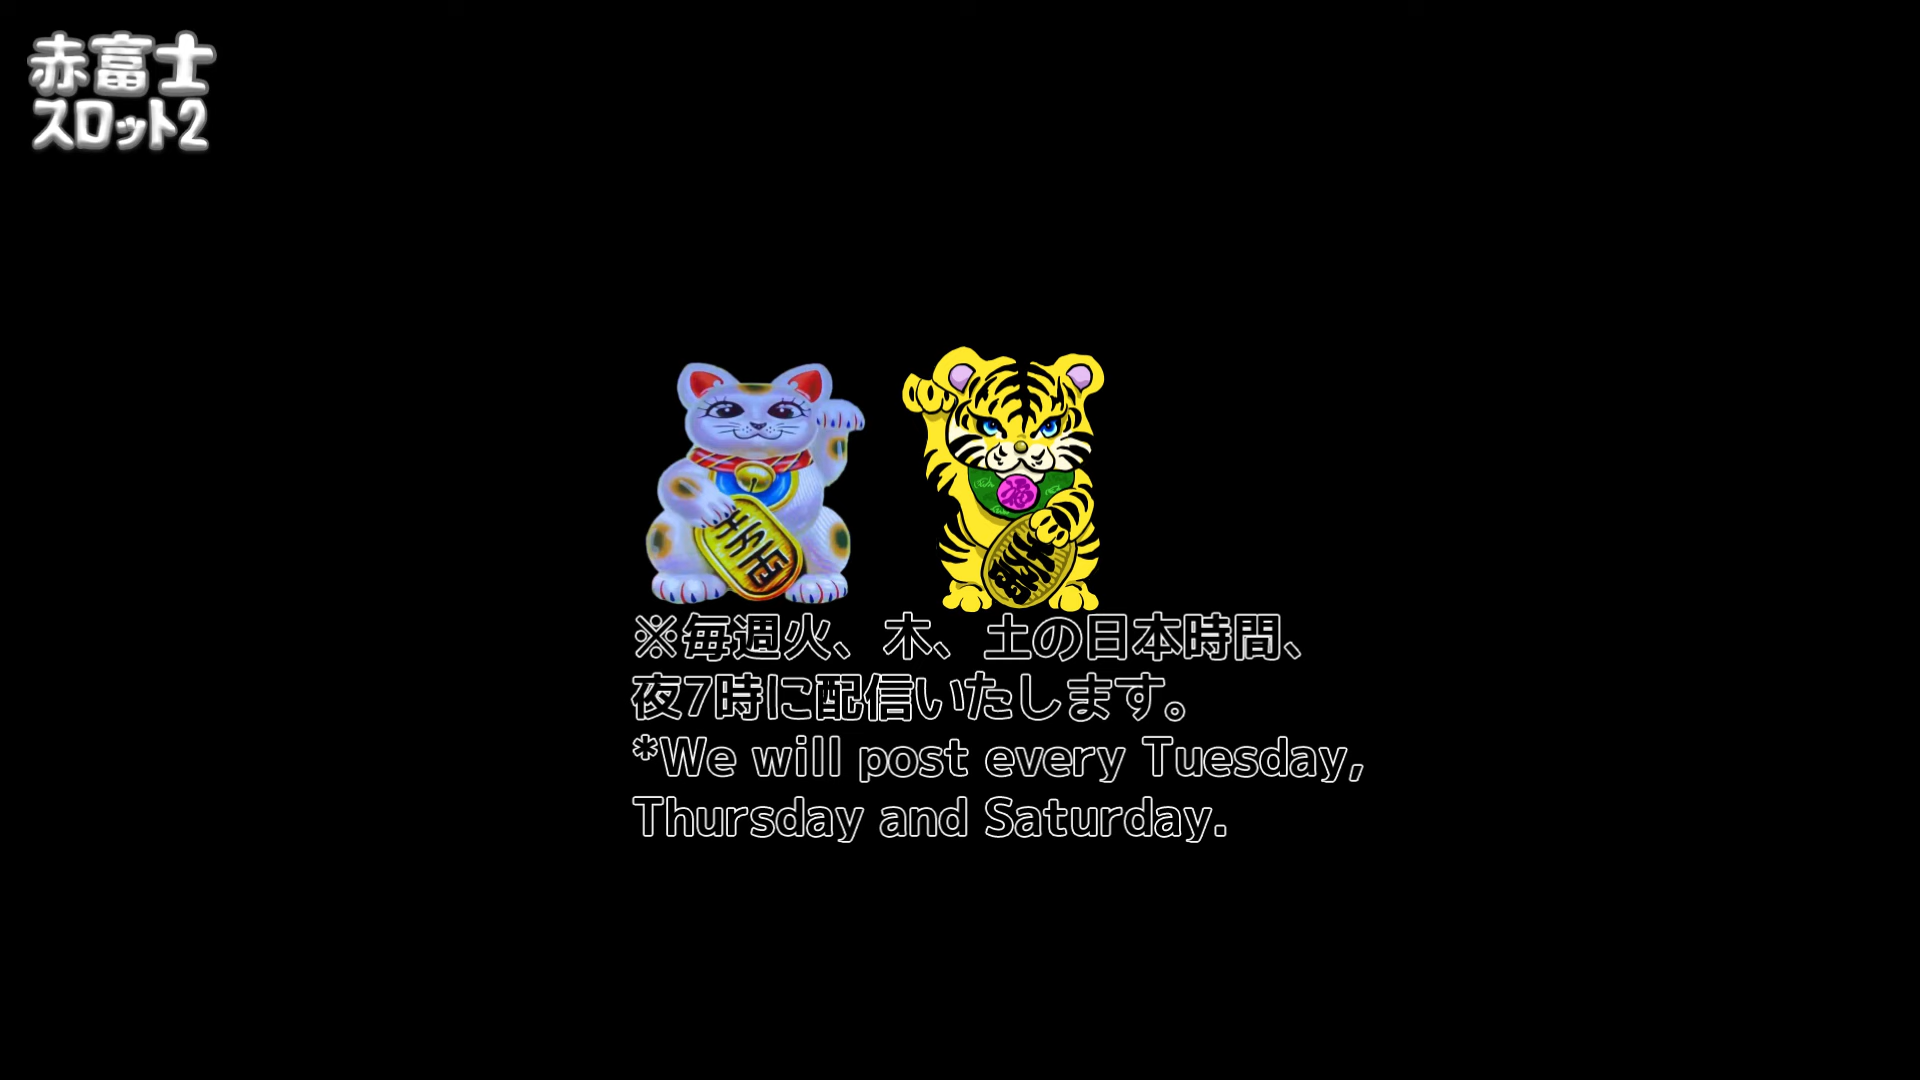 赤富士
スロット2
※毎週火、木、土の日本時間、
夜7時に配信いたします。
*We will post every Tuesday,
Thursday and Saturday.
福